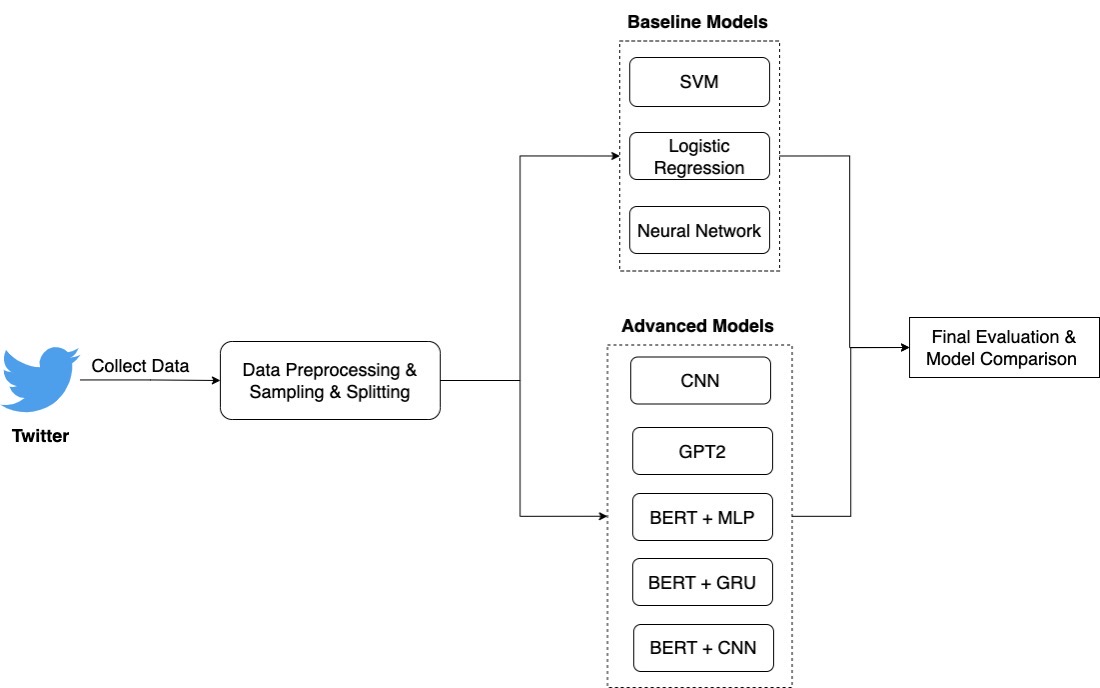 Baseline Models
SVM
Logistic
Regression
Neural Network
Advanced Models
CNN
GPT2
BERT + MLP
BERT + GRU
BERT + CNN
Collect Data
Twitter
Data Preprocessing &
Sampling & Splitting
Final Evaluation &
Model Comparison